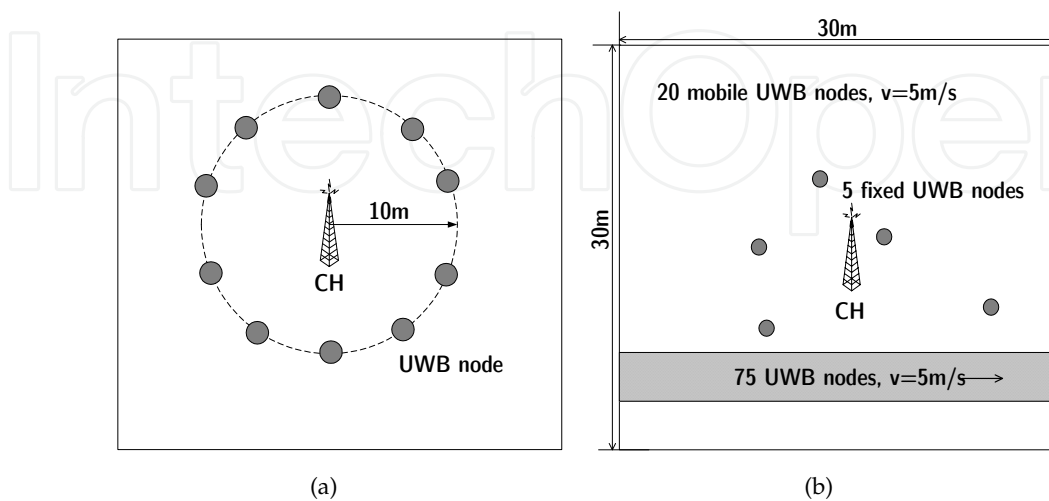 IntechOpe
10m
CH
UWB node
(a)
30m
20 mobile UWB nodes, v=5m/s
5 fixed UWB nodes
30m
CH
75 UWB nodes, v=5m/s
(b)